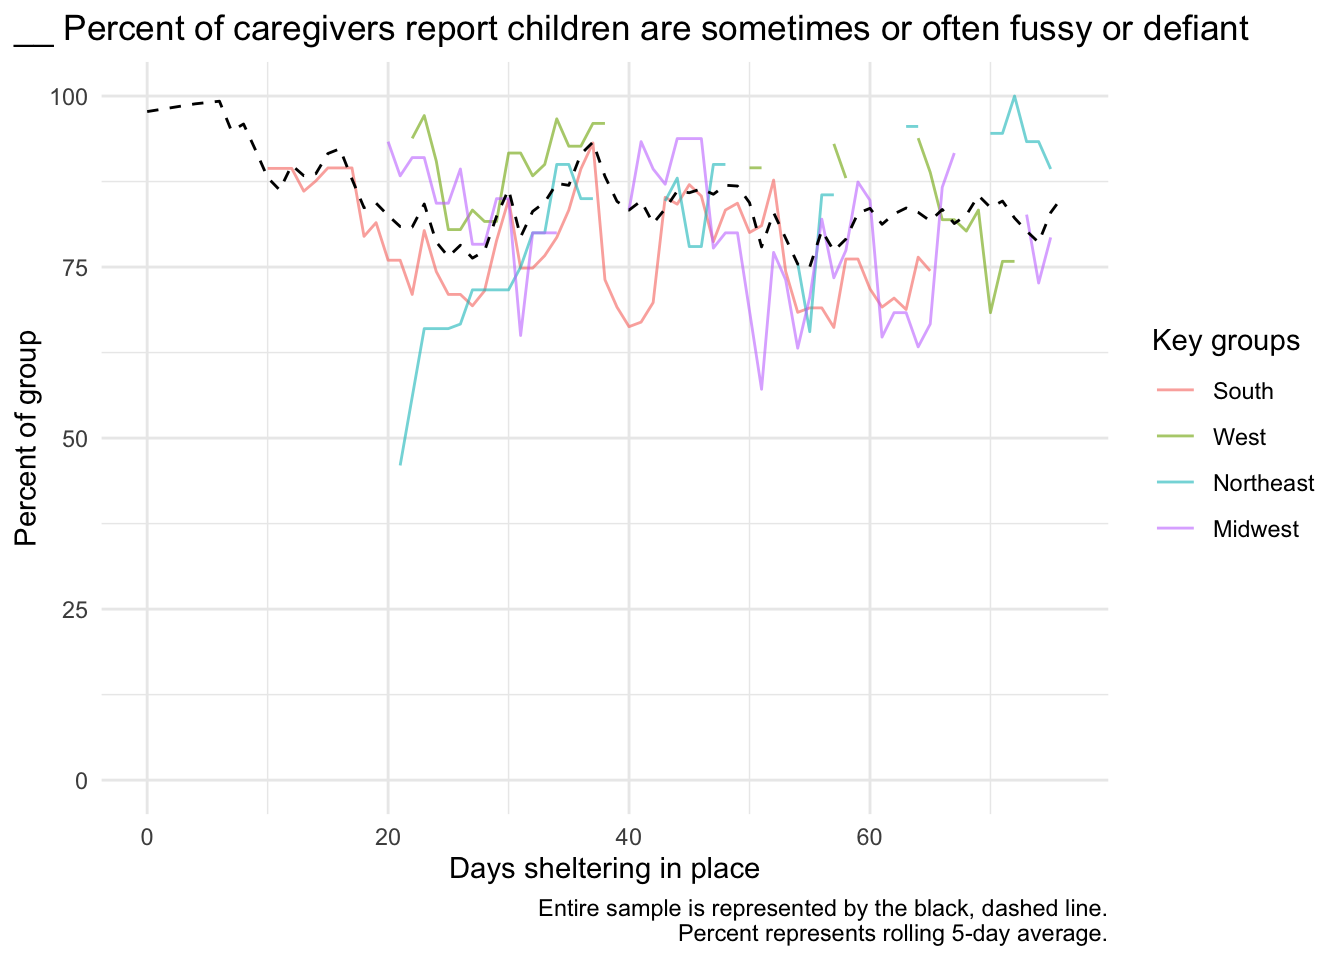 __ Percent of caregivers report children are sometimes or often fussy or defiant
Percent of group
100
75
50
25
0
0 20 40 60
Days sheltering in place
Key groups
South
West
Northeast
Midwest
Entire sample is represented by the black, dashed line.
Percent represents rolling 5-day average.